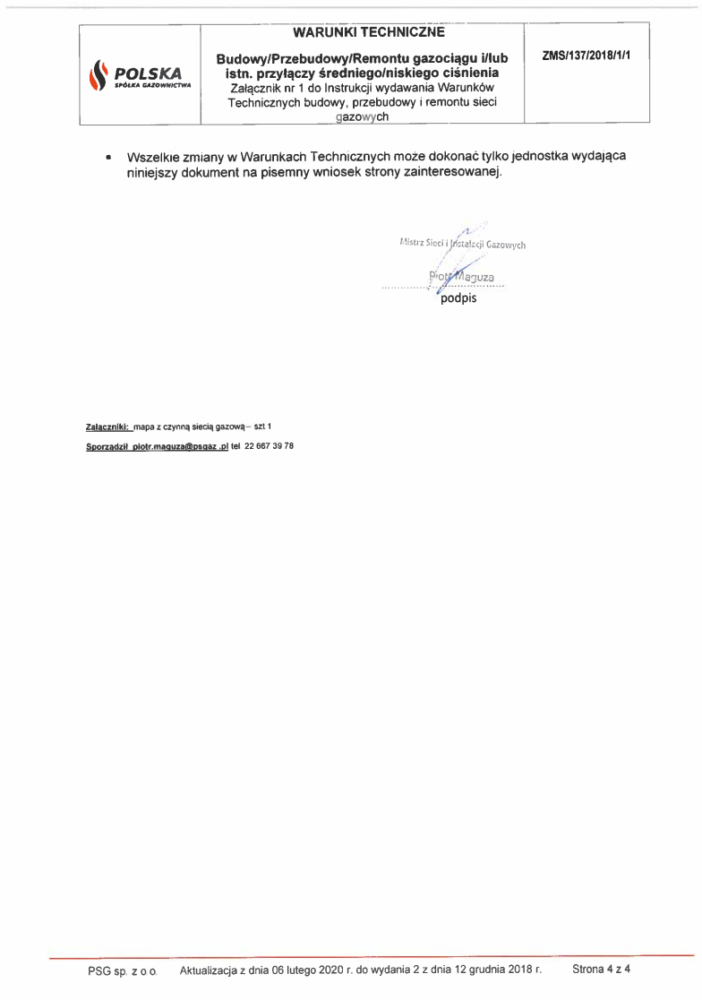 POLSKA
SPÓŁKA GAZOWNICTWA
WARUNKI TECHNICZNE
Budowy/Przebudowy/Remontu gazociągu i/lub
istn. przyłączy średniego/niskiego ciśnienia
Załącznik nr 1 do Instrukcji wydawania Warunków
Technicznych budowy, przebudowy i remontu sieci
gazowych
ZMS/137/2018/1/1
▪ Wszelkie zmiany w Warunkach Technicznych może dokonać tylko jednostka wydająca
niniejszy dokument na pisemny wniosek strony zainteresowanej.
Mistrz Sieci i Instalacji Gazowych
Piotr Maguza
podpis
Załączniki: mapa z czynną siecią gazową – szt 1
Sporządził piotr.maguza@psgaz .pl tel 22 667 39 78
PSG sp. z o.o. Aktualizacja z dnia 06 lutego 2020 r. do wydania 2 z dnia 12 grudnia 2018 r. Strona 4 z 4